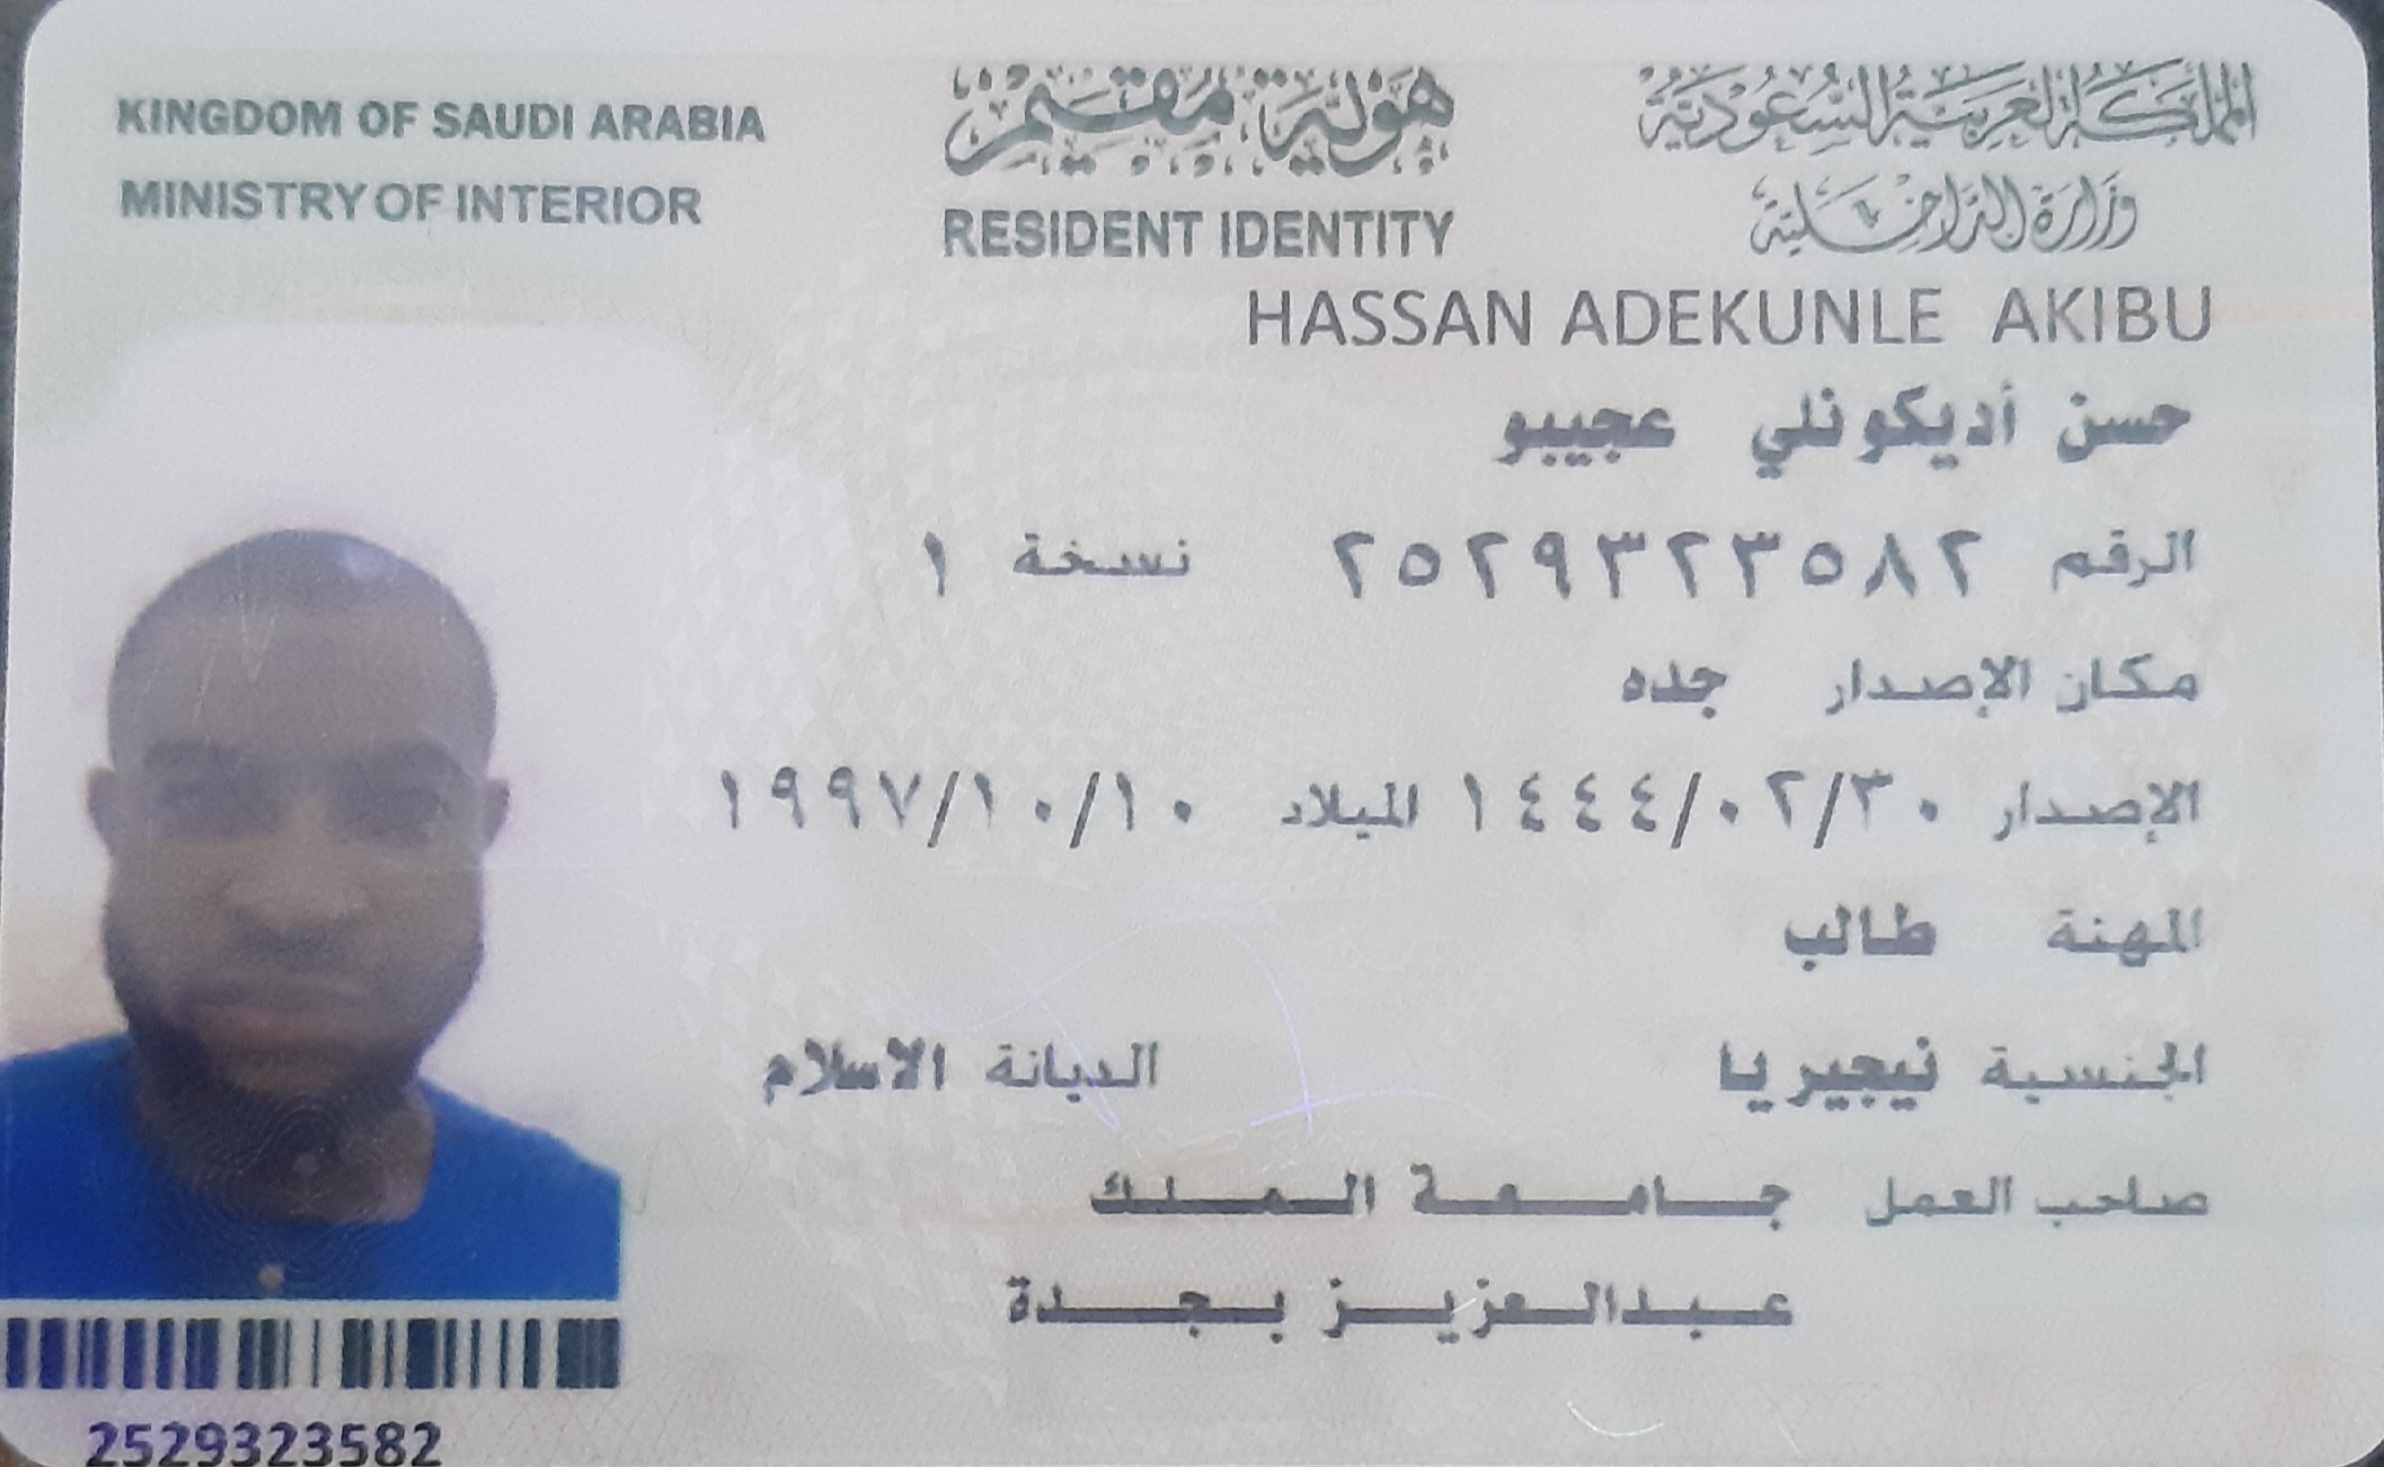 KINGDOM OF SAUDI ARABIA
MINISTRY OF INTERIOR
هوية مقيم
RESIDENT IDENTITY
المملكة العربية السعودية
وزارة الداخلية
HASSAN ADEKUNLE AKIBU
حسن أديكونلي عجيبو
الرقم ٢٥٢٩٣٢٣٥٨٢ نسخة ١
مكان الإصدار جده
الإصدار ١٤٤٤/٠٢/٣٠ الميلاد ١٩٩٧/١٠/١٠
المهنة طالب
الجنسية نيجيريا الديانة الاسلام
صاحب العمل جامعة الملك
عبدالعزيز بجدة
2529323582